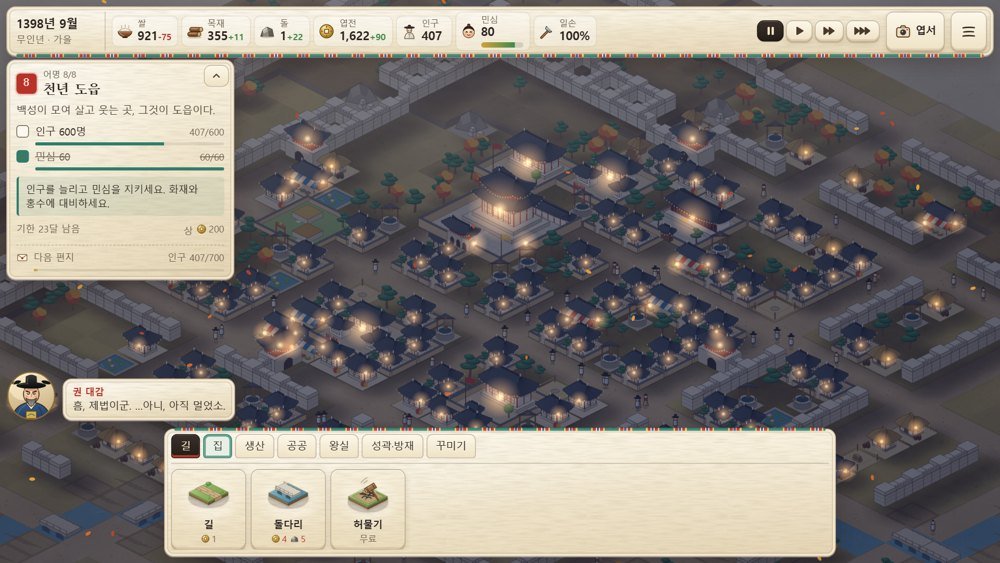 1398년 9월
무인년 · 가을
쌀
921-75
목재
355+11
돌
1+22
엽전
1,622+90
인구
407
민심
80
일손
100%
엽서
8
어명 8/8
천년 도읍
백성이 모여 살고 웃는 곳, 그것이 도읍이다.
인구 600명
407/600
민심 60
60/60
인구를 늘리고 민심을 지키세요. 화재와
홍수에 대비하세요.
기한 23달 남음
상 200
다음 편지
인구 407/700
권 대감
흠, 제법이군. ...아니, 아직 멀었소.
길
집
생산
공공
왕실
성곽·방재
꾸미기
길
1
돌다리
4 5
허물기
무료